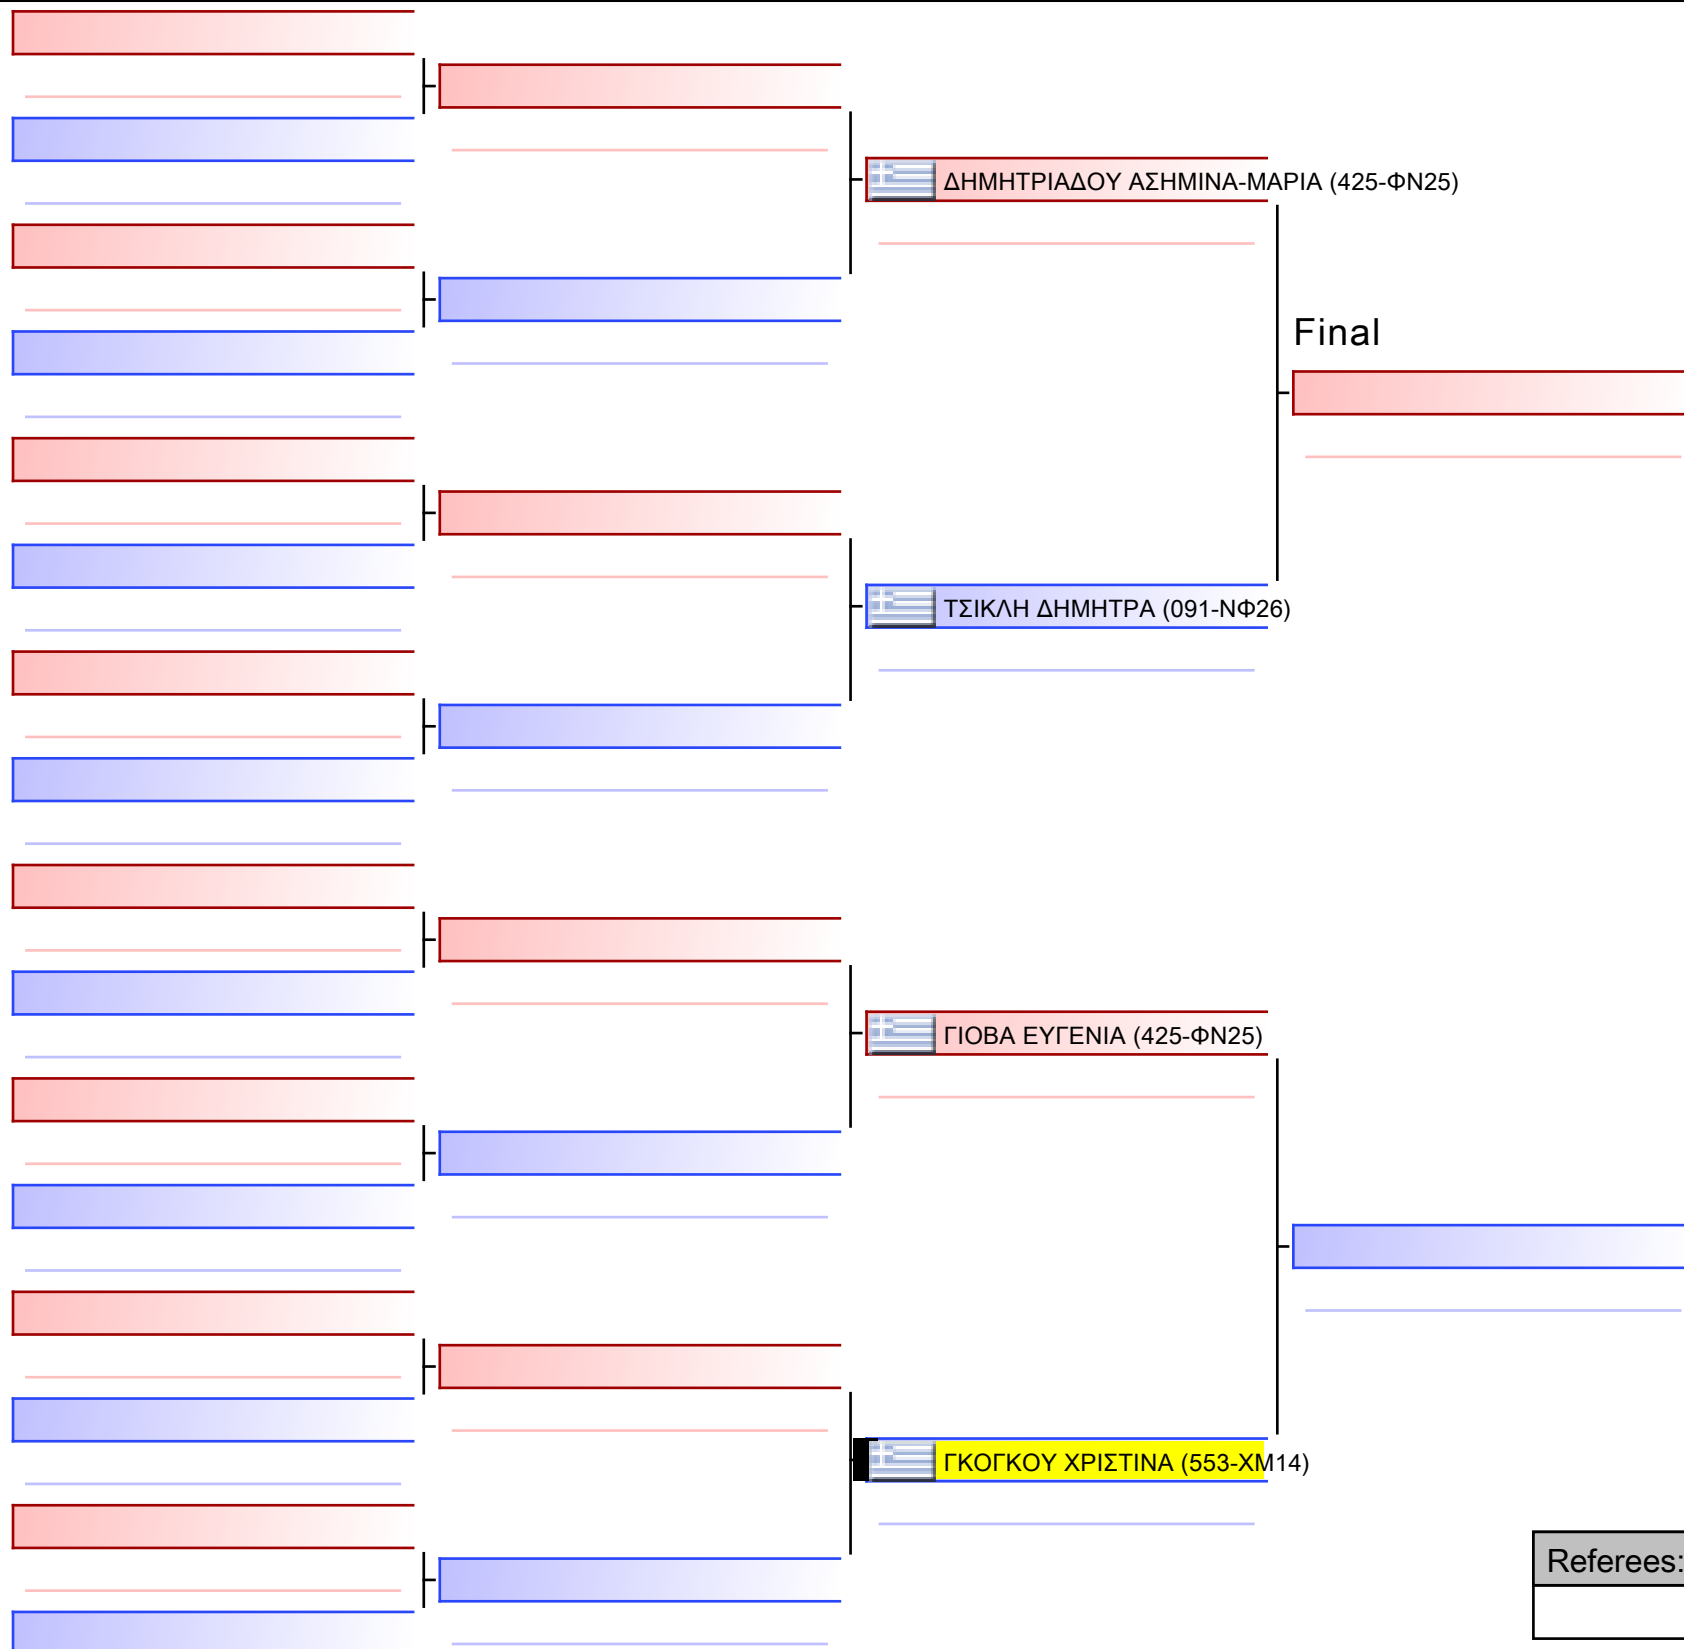 ΔΗΜΗΤΡΙΑΔΟΥ ΑΣΗΜΙΝΑ-ΜΑΡΙΑ (425-ΦΝ25)
Final
ΤΣΙΚΛΗ ΔΗΜΗΤΡΑ (091-ΝΦ26)
ΓΙΟΒΑ ΕΥΓΕΝΙΑ (425-ΦΝ25)
ΓΚΟΓΚΟΥ ΧΡΙΣΤΙΝΑ (553-ΧΜ14)
Referees: